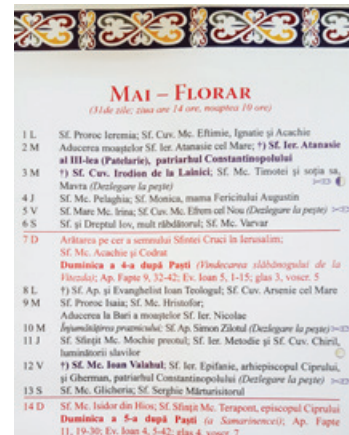 MAI – FLORAR
(31 de zile; ziua are 14 ore, noaptea 10 ore)
1 L Sf. Proroc Ieremia; Sf. Cuv. Mc. Eftimie, Ignatie și Acachie
2 M Aducerea moaștelor Sf. Ier. Atanasie cel Mare; †) Sf. Ier. Atanasie
al III-lea (Patelarie), patriarhul Constantinopolului
3 M †) Sf. Cuv. Irodion de la Lainici; Sf. Mc. Timotei și soția sa,
Mavra (Dezlegare la pește)
4 J Sf. Mc. Pelaghia; Sf. Monica, mama Fericitului Augustin
5 V Sf. Mare Mc. Irina; Sf. Cuv. Mc. Efrem cel Nou (Dezlegare la pește)
6 S Sf. și Dreptul Iov, mult răbdătorul; Sf. Mc. Varvar
7 D Arătarea pe cer a semnului Sfintei Cruci în Ierusalim;
Sf. Mc. Acachie și Codrat
Duminica a 4-a după Paști (Vindecarea slăbănogului de la
Vitezda); Ap. Fapte 9, 32-42; Ev. Ioan 5, 1-15; glas 3, voscr. 5
8 L †) Sf. Ap. și Evanghelist Ioan Teologul; Sf. Cuv. Arsenie cel Mare
9 M Sf. Proroc Isaia; Sf. Mc. Hristofor;
Aducerea la Bari a moaștelor Sf. Ier. Nicolae
10 M Înjumătățirea praznicului; Sf. Ap. Simon Zilotul (Dezlegare la pește)
11 J Sf. Sfințit Mc. Mochie preotul; Sf. Ier. Metodie și Sf. Cuv. Chiril,
luminătorii slavilor
12 V †) Sf. Mc. Ioan Valahul; Sf. Ier. Epifanie, arhiepiscopul Ciprului,
și Gherman, patriarhul Constantinopolului (Dezlegare la pește)
13 S Sf. Mc. Glicheria; Sf. Serghie Mărturisitorul
14 D Sf. Mc. Isidor din Hios; Sf. Sfințit Mc. Terapont, episcopul Ciprului
Duminica a 5-a după Paști (a Samarinencei); Ap. Fapte
11, 19-30; Ev. Ioan 4, 5-42; glas 4, voscr. 7